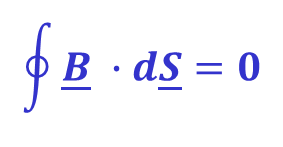 ∮ B · dS = 0